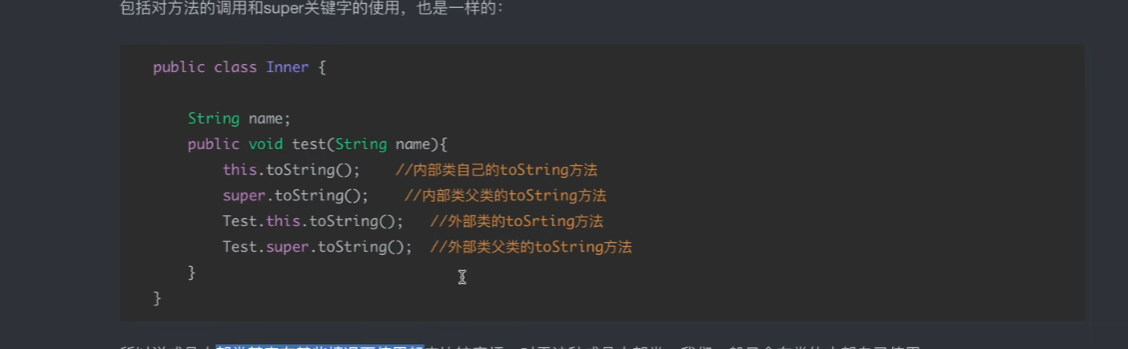 包括对方法的调用和super关键字的使用，也是一样的：
public class Inner {
String name;
public void test(String name){
this.toString();    //内部类自己的toString方法
super.toString();    //内部类父类的toString方法
Test.this.toString();   //外部类的toSrting方法
Test.super.toString();  //外部类父类的toString方法
}
}